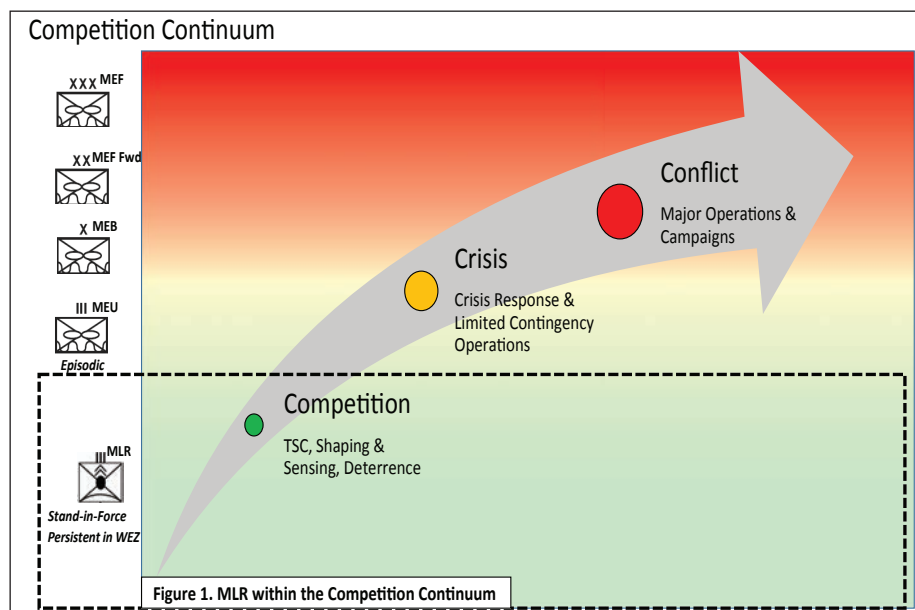 Competition Continuum
XXX MEF
XX MEF Fwd
X MEB
III MEU
Episodic
III MLR
Stand-in-Force
Persistent in WEZ
Conflict
Major Operations &
Campaigns
Crisis
Crisis Response &
Limited Contingency
Operations
Competition
TSC, Shaping &
Sensing, Deterrence
Figure 1. MLR within the Competition Continuum